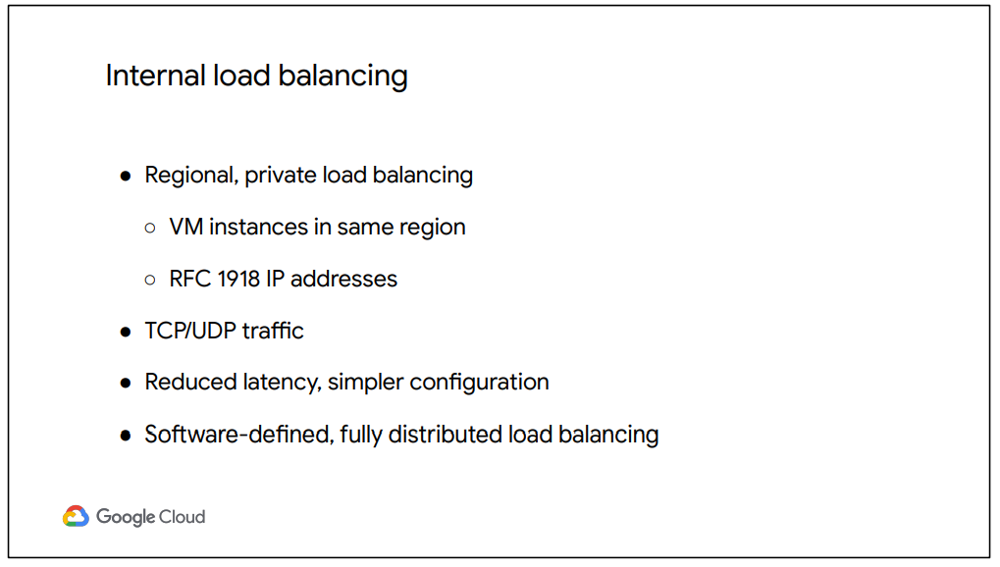 Internal load balancing
● Regional, private load balancing
○ VM instances in same region
○ RFC 1918 IP addresses
● TCP/UDP traffic
● Reduced latency, simpler configuration
● Software-defined, fully distributed load balancing
Google Cloud